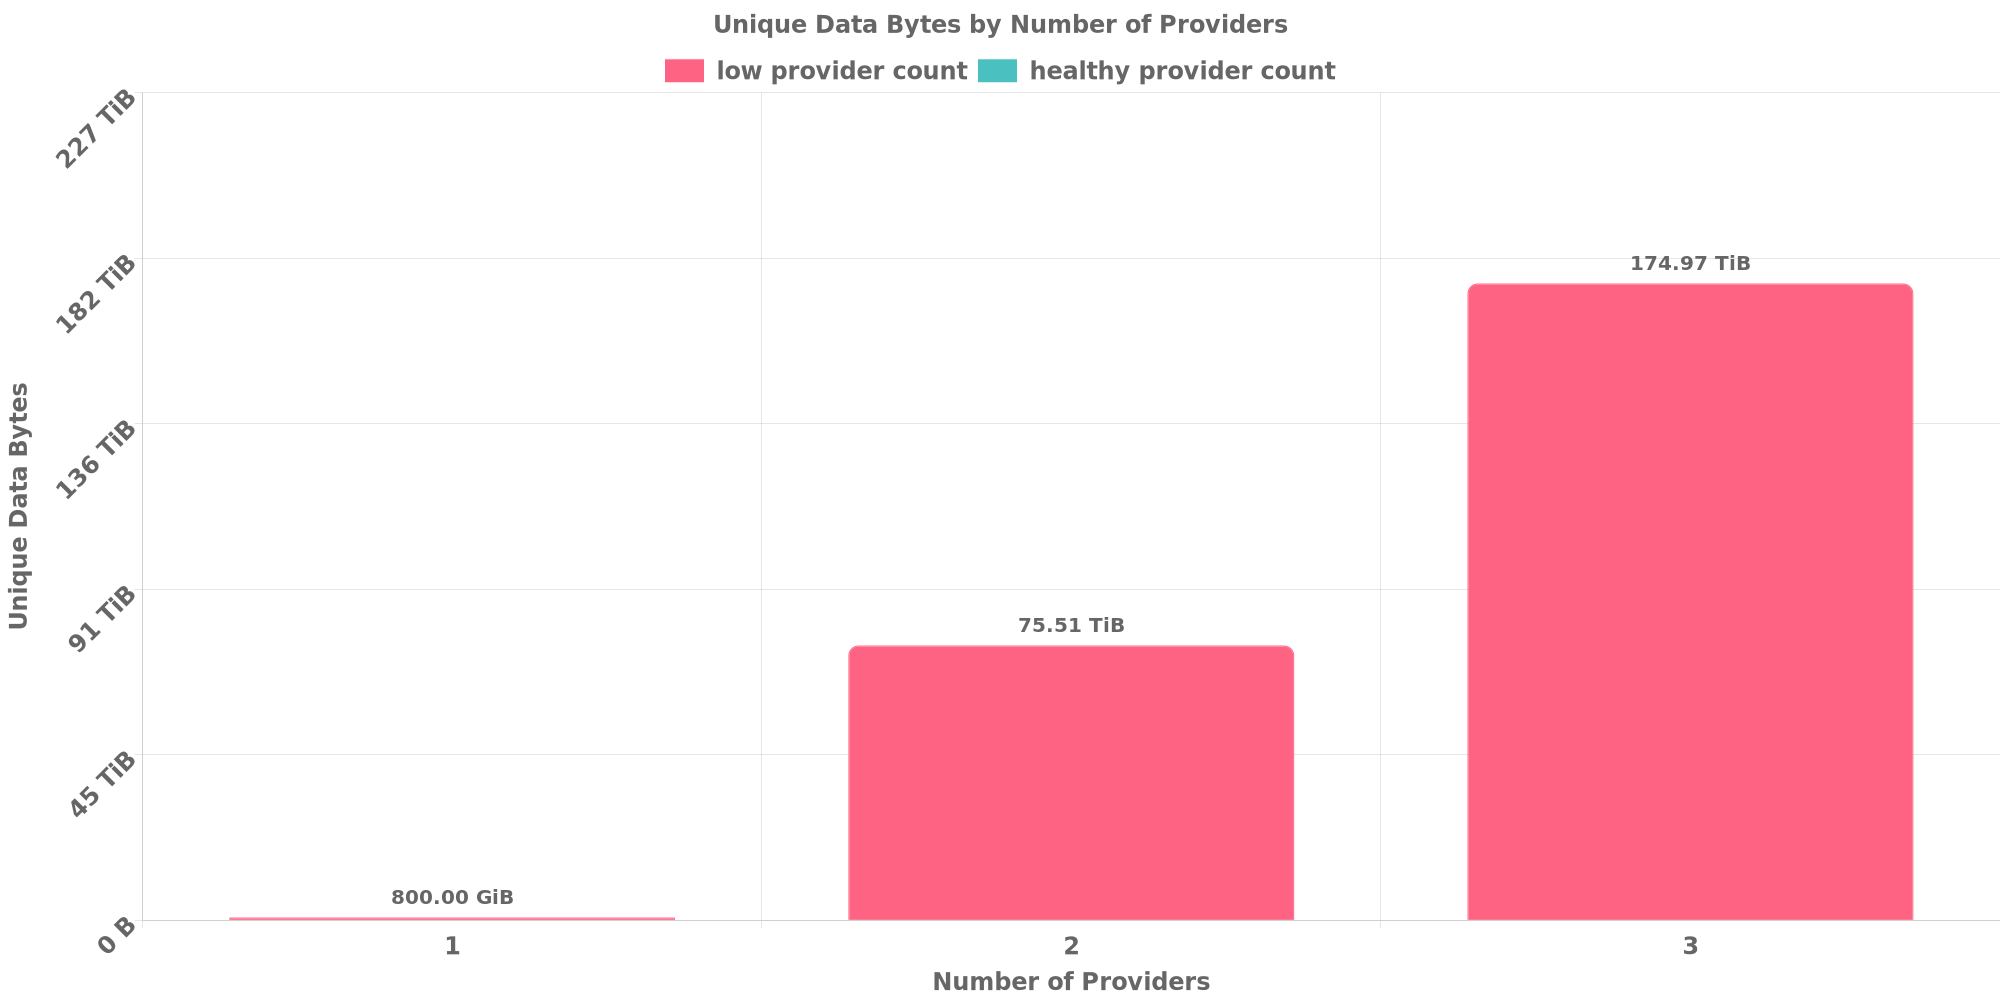 Unique Data Bytes by Number of Providers
low provider count healthy provider count
227 TiB
182 TiB
136 TiB
91 TiB
45 TiB
0 B
Unique Data Bytes
800.00 GiB
75.51 TiB
174.97 TiB
1 2 3
Number of Providers